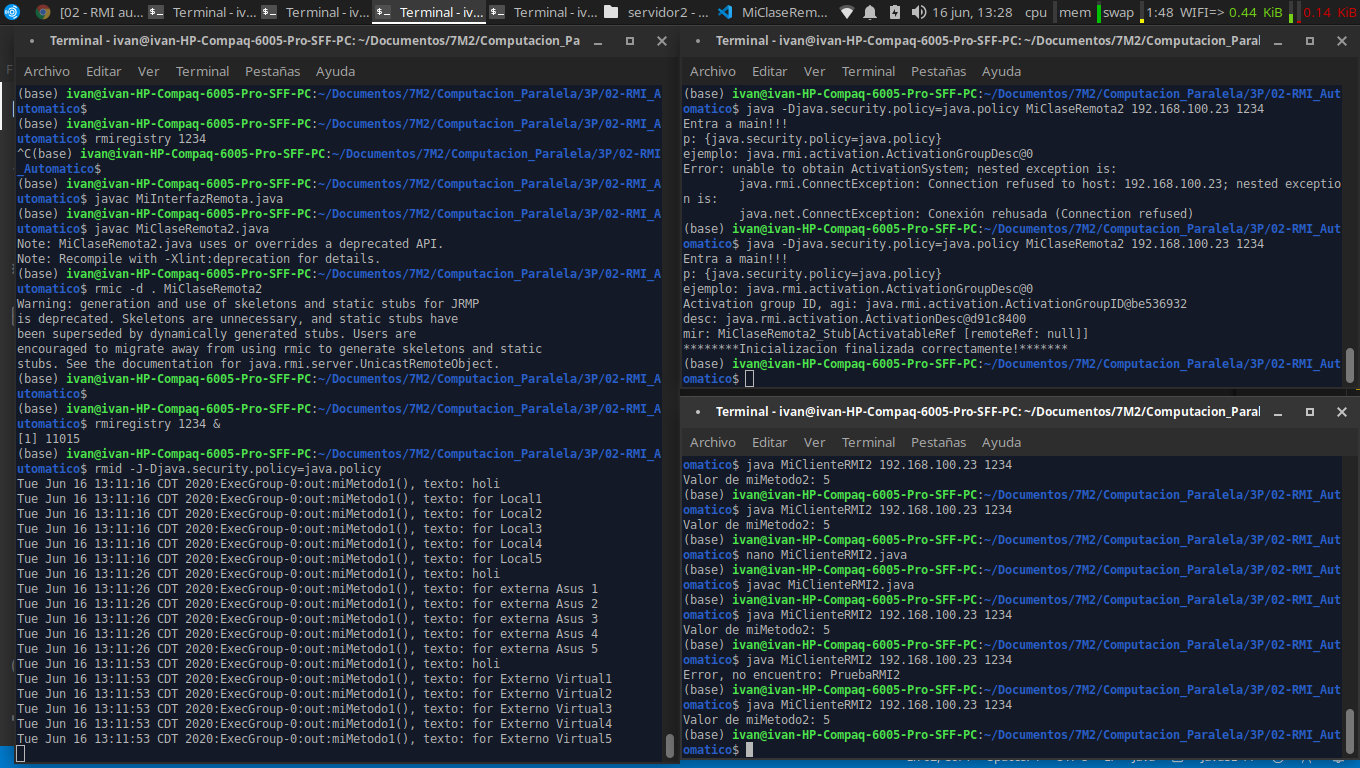 [02 - RMI au...
Terminal - iv...
Terminal - iv...
Terminal - iv...
Terminal - iv...
servidor2 - ...
MiClaseRem...
16 jun, 13:28
cpu
mem
swap
1:48 WIFI=> 0.44 KiB
0.14 KiB
Terminal - ivan@ivan-HP-Compaq-6005-Pro-SFF-PC: ~/Documentos/7M2/Computacion_Pa
Archivo Editar Ver Terminal Pestañas Ayuda
(base) ivan@ivan-HP-Compaq-6005-Pro-SFF-PC:~/Documentos/7M2/Computacion_Paralela/3P/02-RMI_A
utomatico$
(base) ivan@ivan-HP-Compaq-6005-Pro-SFF-PC:~/Documentos/7M2/Computacion_Paralela/3P/02-RMI_A
utomatico$ rmiregistry 1234
^C(base) ivan@ivan-HP-Compaq-6005-Pro-SFF-PC:~/Documentos/7M2/Computacion_Paralela/3P/02-RMI
_Automatico$
(base) ivan@ivan-HP-Compaq-6005-Pro-SFF-PC:~/Documentos/7M2/Computacion_Paralela/3P/02-RMI_A
utomatico$ javac MiInterfazRemota.java
(base) ivan@ivan-HP-Compaq-6005-Pro-SFF-PC:~/Documentos/7M2/Computacion_Paralela/3P/02-RMI_A
utomatico$ javac MiClaseRemota2.java
Note: MiClaseRemota2.java uses or overrides a deprecated API.
Note: Recompile with -Xlint:deprecation for details.
(base) ivan@ivan-HP-Compaq-6005-Pro-SFF-PC:~/Documentos/7M2/Computacion_Paralela/3P/02-RMI_A
utomatico$ rmic -d . MiClaseRemota2
Warning: generation and use of skeletons and static stubs for JRMP
is deprecated. Skeletons are unnecessary, and static stubs have
been superseded by dynamically generated stubs. Users are
encouraged to migrate away from using rmic to generate skeletons and static
stubs. See the documentation for java.rmi.server.UnicastRemoteObject.
(base) ivan@ivan-HP-Compaq-6005-Pro-SFF-PC:~/Documentos/7M2/Computacion_Paralela/3P/02-RMI_A
utomatico$
(base) ivan@ivan-HP-Compaq-6005-Pro-SFF-PC:~/Documentos/7M2/Computacion_Paralela/3P/02-RMI_A
utomatico$ rmiregistry 1234 &
[1] 11015
(base) ivan@ivan-HP-Compaq-6005-Pro-SFF-PC:~/Documentos/7M2/Computacion_Paralela/3P/02-RMI_A
utomatico$ rmid -J-Djava.security.policy=java.policy
Tue Jun 16 13:11:16 CDT 2020:ExecGroup-0:out:miMetodo1(), texto: holi
Tue Jun 16 13:11:16 CDT 2020:ExecGroup-0:out:miMetodo1(), texto: for Local1
Tue Jun 16 13:11:16 CDT 2020:ExecGroup-0:out:miMetodo1(), texto: for Local2
Tue Jun 16 13:11:16 CDT 2020:ExecGroup-0:out:miMetodo1(), texto: for Local3
Tue Jun 16 13:11:16 CDT 2020:ExecGroup-0:out:miMetodo1(), texto: for Local4
Tue Jun 16 13:11:16 CDT 2020:ExecGroup-0:out:miMetodo1(), texto: for Local5
Tue Jun 16 13:11:26 CDT 2020:ExecGroup-0:out:miMetodo1(), texto: holi
Tue Jun 16 13:11:26 CDT 2020:ExecGroup-0:out:miMetodo1(), texto: for externa Asus 1
Tue Jun 16 13:11:26 CDT 2020:ExecGroup-0:out:miMetodo1(), texto: for externa Asus 2
Tue Jun 16 13:11:26 CDT 2020:ExecGroup-0:out:miMetodo1(), texto: for externa Asus 3
Tue Jun 16 13:11:26 CDT 2020:ExecGroup-0:out:miMetodo1(), texto: for externa Asus 4
Tue Jun 16 13:11:26 CDT 2020:ExecGroup-0:out:miMetodo1(), texto: for externa Asus 5
Tue Jun 16 13:11:53 CDT 2020:ExecGroup-0:out:miMetodo1(), texto: holi
Tue Jun 16 13:11:53 CDT 2020:ExecGroup-0:out:miMetodo1(), texto: for Externo Virtual1
Tue Jun 16 13:11:53 CDT 2020:ExecGroup-0:out:miMetodo1(), texto: for Externo Virtual2
Tue Jun 16 13:11:53 CDT 2020:ExecGroup-0:out:miMetodo1(), texto: for Externo Virtual3
Tue Jun 16 13:11:53 CDT 2020:ExecGroup-0:out:miMetodo1(), texto: for Externo Virtual4
Tue Jun 16 13:11:53 CDT 2020:ExecGroup-0:out:miMetodo1(), texto: for Externo Virtual5
Terminal - ivan@ivan-HP-Compaq-6005-Pro-SFF-PC: ~/Documentos/7M2/Computacion_Paral
Archivo Editar Ver Terminal Pestañas Ayuda
(base) ivan@ivan-HP-Compaq-6005-Pro-SFF-PC:~/Documentos/7M2/Computacion_Paralela/3P/02-RMI_Aut
omatico$ java -Djava.security.policy=java.policy MiClaseRemota2 192.168.100.23 1234
Entra a main!!!
p: {java.security.policy=java.policy}
ejemplo: java.rmi.activation.ActivationGroupDesc@0
Error: unable to obtain ActivationSystem; nested exception is:
java.rmi.ConnectException: Connection refused to host: 192.168.100.23; nested exceptio
n is:
java.net.ConnectException: Conexión rehusada (Connection refused)
(base) ivan@ivan-HP-Compaq-6005-Pro-SFF-PC:~/Documentos/7M2/Computacion_Paralela/3P/02-RMI_Aut
omatico$ java -Djava.security.policy=java.policy MiClaseRemota2 192.168.100.23 1234
Entra a main!!!
p: {java.security.policy=java.policy}
ejemplo: java.rmi.activation.ActivationGroupDesc@0
Activation group ID, agi: java.rmi.activation.ActivationGroupID@be536932
desc: java.rmi.activation.ActivationDesc@d91c8400
mir: MiClaseRemota2_Stub[ActivatableRef [remoteRef: null]]
********Inicializacion finalizada correctamente!*******
(base) ivan@ivan-HP-Compaq-6005-Pro-SFF-PC:~/Documentos/7M2/Computacion_Paralela/3P/02-RMI_Aut
omatico$
Terminal - ivan@ivan-HP-Compaq-6005-Pro-SFF-PC: ~/Documentos/7M2/Computacion_Paral
Archivo Editar Ver Terminal Pestañas Ayuda
omatico$ java MiClienteRMI2 192.168.100.23 1234
Valor de miMetodo2: 5
(base) ivan@ivan-HP-Compaq-6005-Pro-SFF-PC:~/Documentos/7M2/Computacion_Paralela/3P/02-RMI_Aut
omatico$ java MiClienteRMI2 192.168.100.23 1234
Valor de miMetodo2: 5
(base) ivan@ivan-HP-Compaq-6005-Pro-SFF-PC:~/Documentos/7M2/Computacion_Paralela/3P/02-RMI_Aut
omatico$ nano MiClienteRMI2.java
(base) ivan@ivan-HP-Compaq-6005-Pro-SFF-PC:~/Documentos/7M2/Computacion_Paralela/3P/02-RMI_Aut
omatico$ javac MiClienteRMI2.java
(base) ivan@ivan-HP-Compaq-6005-Pro-SFF-PC:~/Documentos/7M2/Computacion_Paralela/3P/02-RMI_Aut
omatico$ java MiClienteRMI2 192.168.100.23 1234
Valor de miMetodo2: 5
(base) ivan@ivan-HP-Compaq-6005-Pro-SFF-PC:~/Documentos/7M2/Computacion_Paralela/3P/02-RMI_Aut
omatico$ java MiClienteRMI2 192.168.100.23 1234
Error, no encuentro: PruebaRMI2
(base) ivan@ivan-HP-Compaq-6005-Pro-SFF-PC:~/Documentos/7M2/Computacion_Paralela/3P/02-RMI_Aut
omatico$ java MiClienteRMI2 192.168.100.23 1234
Valor de miMetodo2: 5
(base) ivan@ivan-HP-Compaq-6005-Pro-SFF-PC:~/Documentos/7M2/Computacion_Paralela/3P/02-RMI_Aut
omatico$